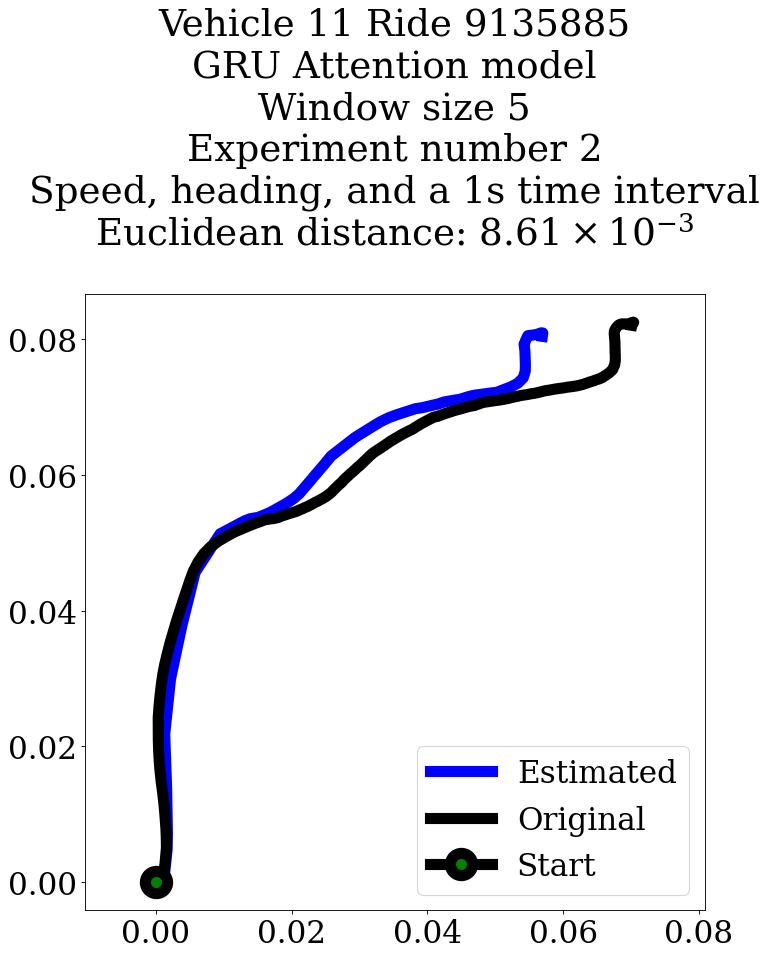 Vehicle 11 Ride 9135885
GRU Attention model
Window size 5
Experiment number 2
Speed, heading, and a 1s time interval
Euclidean distance: 8.61 × 10⁻³
0.08
0.06
0.04
0.02
0.00
Estimated
Original
Start
0.00 0.02 0.04 0.06 0.08